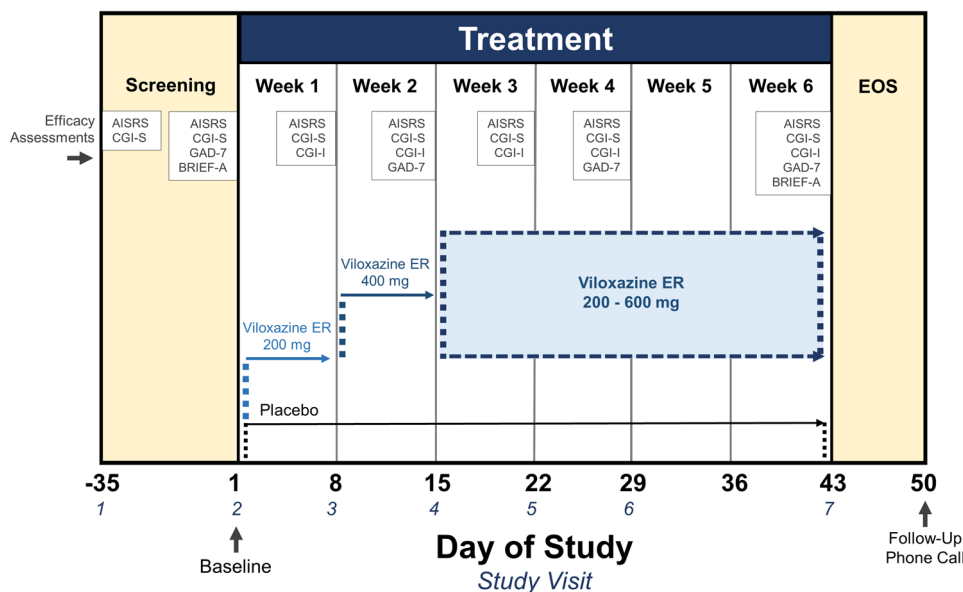 Treatment
Screening
Week 1
Week 2
Week 3
Week 4
Week 5
Week 6
EOS
Efficacy
Assessments
AISRS
CGI-S
AISRS
CGI-S
GAD-7
BRIEF-A
AISRS
CGI-S
CGI-I
AISRS
CGI-S
CGI-I
GAD-7
AISRS
CGI-S
CGI-I
AISRS
CGI-S
CGI-I
GAD-7
AISRS
CGI-S
CGI-I
GAD-7
BRIEF-A
Viloxazine ER
200 mg
Viloxazine ER
400 mg
Viloxazine ER
200 - 600 mg
Placebo
-35 1 8 15 22 29 36 43 50
1 2 3 4 5 6 7
Baseline
Day of Study
Study Visit
Follow-Up
Phone Call